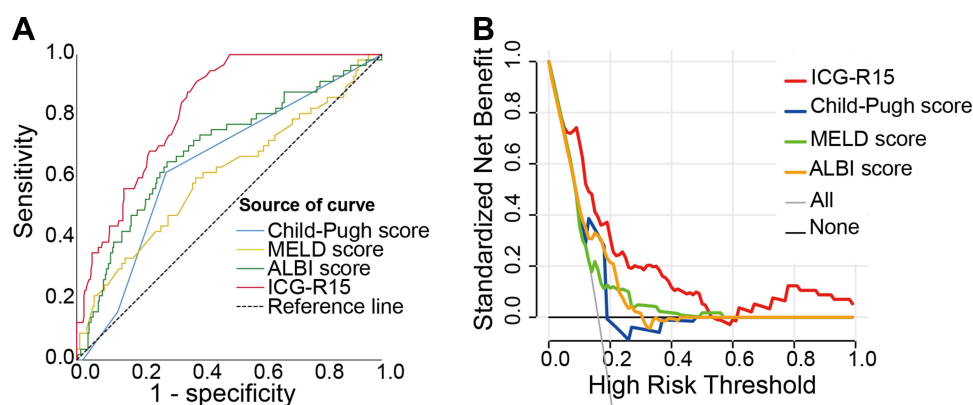 A
1.0
0.8
0.6
0.4
0.2
0.0
Sensitivity
Source of curve
Child-Pugh score
MELD score
ALBI score
ICG-R15
Reference line
0.0 0.2 0.4 0.6 0.8 1.0
1 - specificity
B
1.0
0.8
0.6
0.4
0.2
0.0
Standardized Net Benefit
ICG-R15
Child-Pugh score
MELD score
ALBI score
All
None
0.0 0.2 0.4 0.6 0.8 1.0
High Risk Threshold